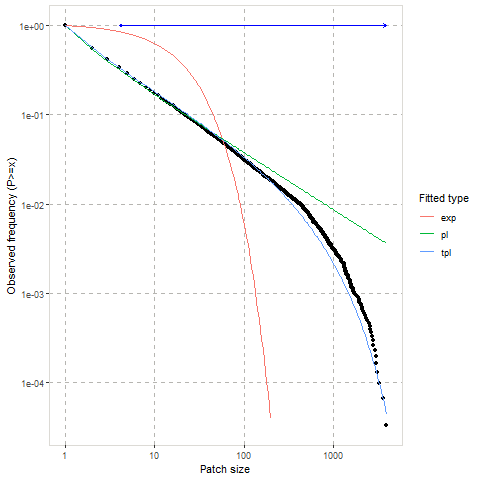 1e+00
1e-01
1e-02
1e-03
1e-04
Observed frequency (P>=x)
1
10
100
1000
Patch size
Fitted type
exp
pl
tpl